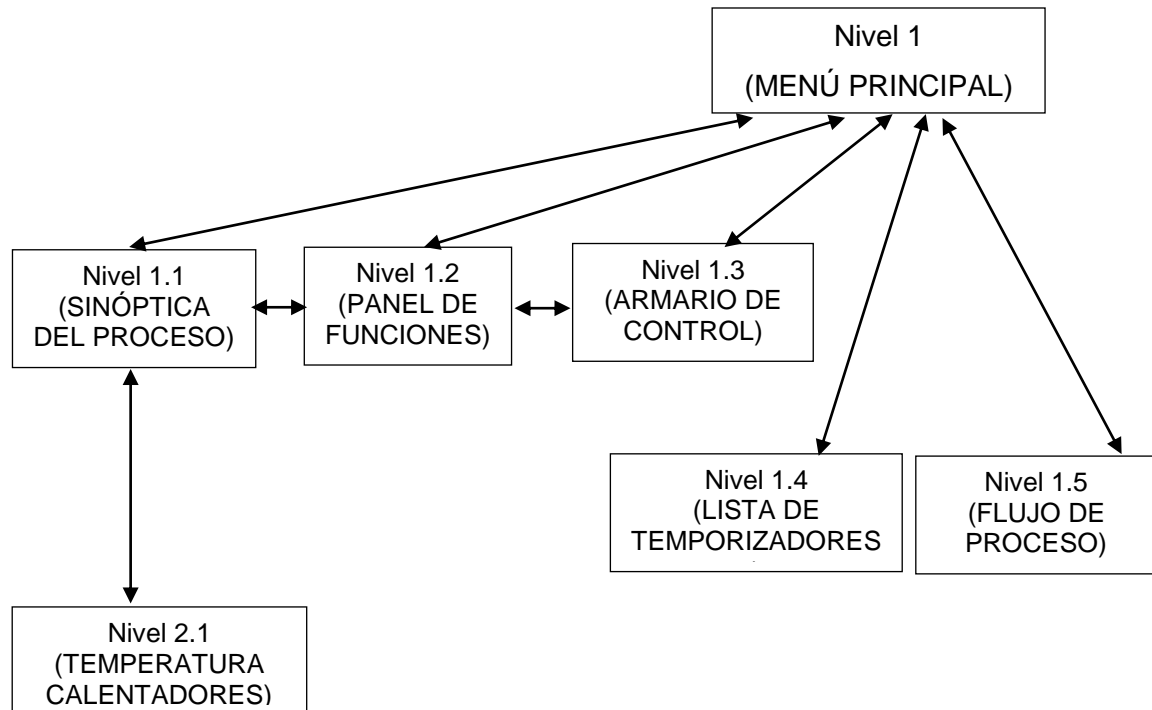 Nivel 1
(MENÚ PRINCIPAL)
Nivel 1.1
(SINÓPTICA
DEL PROCESO)
Nivel 1.2
(PANEL DE
FUNCIONES)
Nivel 1.3
(ARMARIO DE
CONTROL)
Nivel 1.4
(LISTA DE
TEMPORIZADORES
Nivel 1.5
(FLUJO DE
PROCESO)
Nivel 2.1
(TEMPERATURA
CALENTADORES)